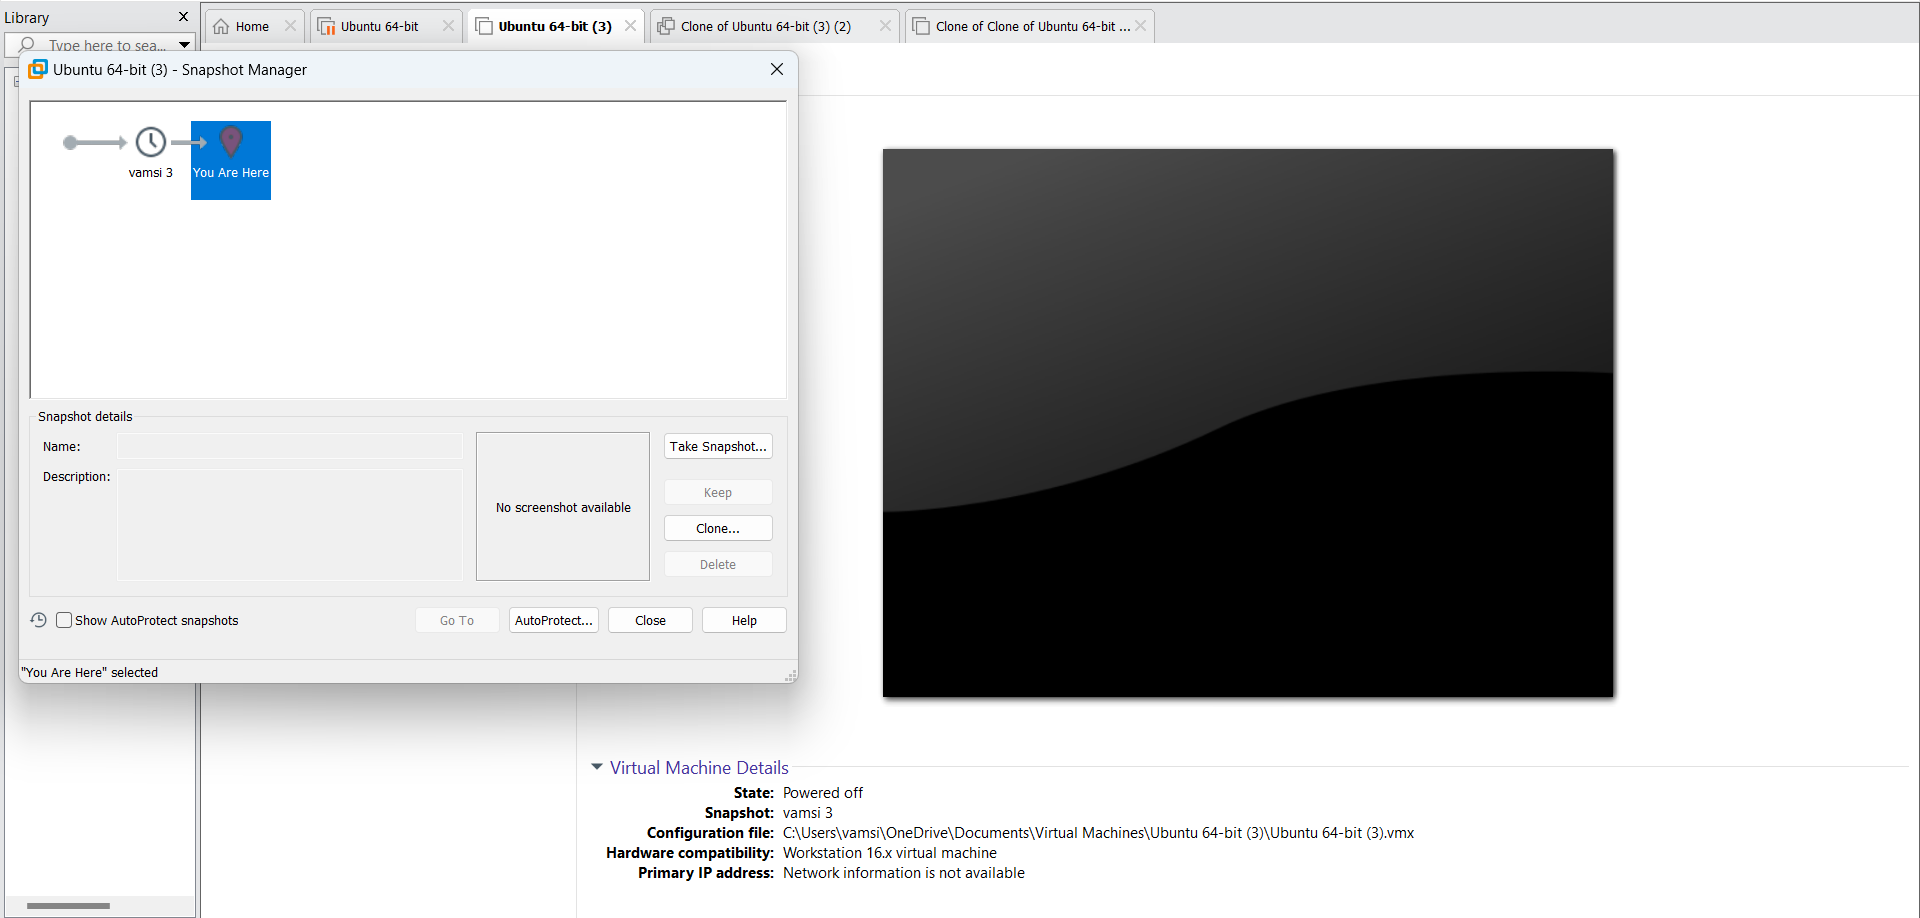 Library
Type here to sea...
Home
Ubuntu 64-bit
Ubuntu 64-bit (3)
Clone of Ubuntu 64-bit (3) (2)
Clone of Clone of Ubuntu 64-bit ...
Ubuntu 64-bit (3) - Snapshot Manager
vamsi 3
You Are Here
Snapshot details
Name:
Description:
No screenshot available
Take Snapshot...
Keep
Clone...
Delete
Show AutoProtect snapshots
Go To
AutoProtect...
Close
Help
"You Are Here" selected
Virtual Machine Details
State: Powered off
Snapshot: vamsi 3
Configuration file: C:\Users\vamsi\OneDrive\Documents\Virtual Machines\Ubuntu 64-bit (3)\Ubuntu 64-bit (3).vmx
Hardware compatibility: Workstation 16.x virtual machine
Primary IP address: Network information is not available